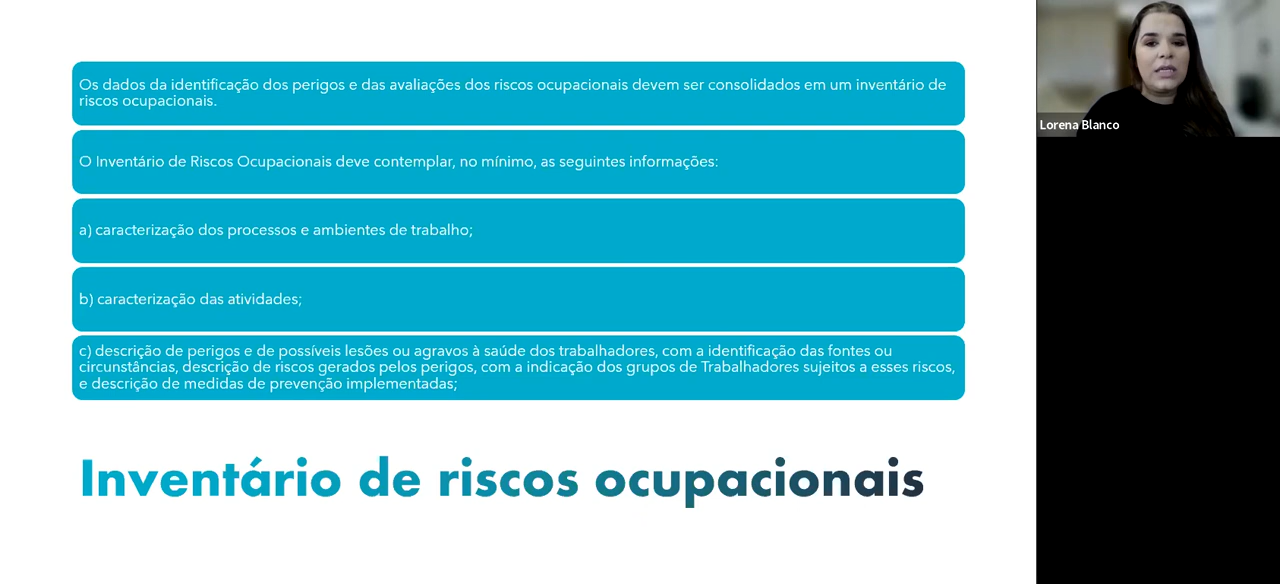 Os dados da identificação dos perigos e das avaliações dos riscos ocupacionais devem ser consolidados em um inventário de
riscos ocupacionais.
O Inventário de Riscos Ocupacionais deve contemplar, no mínimo, as seguintes informações:
a) caracterização dos processos e ambientes de trabalho;
b) caracterização das atividades;
c) descrição de perigos e de possíveis lesões ou agravos à saúde dos trabalhadores, com a identificação das fontes ou
circunstâncias, descrição de riscos gerados pelos perigos, com a indicação dos grupos de Trabalhadores sujeitos a esses riscos,
e descrição de medidas de prevenção implementadas;
Inventário de riscos ocupacionais
Lorena Blanco